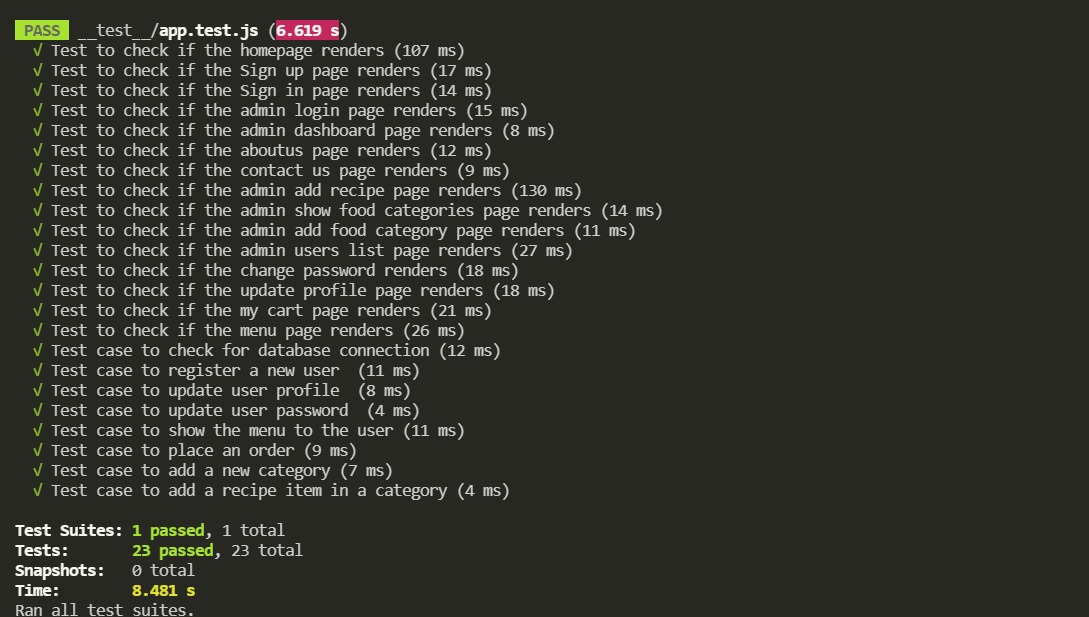 PASS __test__/app.test.js (6.619 s)
√ Test to check if the homepage renders (107 ms)
√ Test to check if the Sign up page renders (17 ms)
√ Test to check if the Sign in page renders (14 ms)
√ Test to check if the admin login page renders (15 ms)
√ Test to check if the admin dashboard page renders (8 ms)
√ Test to check if the aboutus page renders (12 ms)
√ Test to check if the contact us page renders (9 ms)
√ Test to check if the admin add recipe page renders (130 ms)
√ Test to check if the admin show food categories page renders (14 ms)
√ Test to check if the admin add food category page renders (11 ms)
√ Test to check if the admin users list page renders (27 ms)
√ Test to check if the change password renders (18 ms)
√ Test to check if the update profile page renders (18 ms)
√ Test to check if the my cart page renders (21 ms)
√ Test to check if the menu page renders (26 ms)
√ Test case to check for database connection (12 ms)
√ Test case to register a new user  (11 ms)
√ Test case to update user profile  (8 ms)
√ Test case to update user password  (4 ms)
√ Test case to show the menu to the user (11 ms)
√ Test case to place an order (9 ms)
√ Test case to add a new category (7 ms)
√ Test case to add a recipe item in a category (4 ms)
Test Suites: 1 passed, 1 total
Tests:       23 passed, 23 total
Snapshots:   0 total
Time:        8.481 s
Ran all test suites.